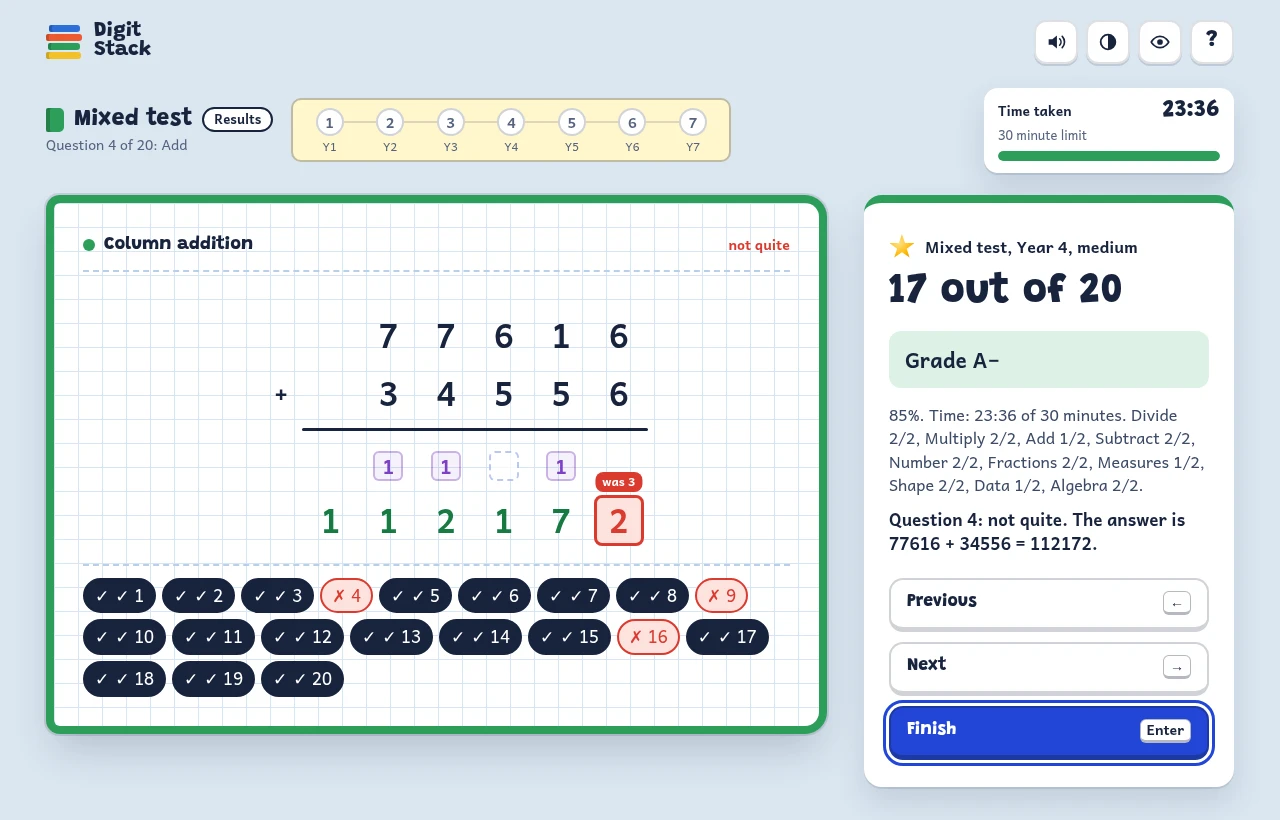 Digit
Stack
?
Mixed test
Results
Question 4 of 20: Add
1 2 3 4 5 6 7
Y1 Y2 Y3 Y4 Y5 Y6 Y7
Time taken 23:36
30 minute limit
Column addition
not quite
7 7 6 1 6
+ 3 4 5 5 6
1 1 1
was 3
1 1 2 1 7 2
✓ ✓ 1 ✓ ✓ 2 ✓ ✓ 3 ✗ 4 ✓ ✓ 5 ✓ ✓ 6 ✓ ✓ 7 ✓ ✓ 8 ✗ 9
✓ ✓ 10 ✓ ✓ 11 ✓ ✓ 12 ✓ ✓ 13 ✓ ✓ 14 ✓ ✓ 15 ✗ 16 ✓ ✓ 17
✓ ✓ 18 ✓ ✓ 19 ✓ ✓ 20
Mixed test, Year 4, medium
17 out of 20
Grade A−
85%. Time: 23:36 of 30 minutes. Divide
2/2, Multiply 2/2, Add 1/2, Subtract 2/2,
Number 2/2, Fractions 2/2, Measures 1/2,
Shape 2/2, Data 1/2, Algebra 2/2.
Question 4: not quite. The answer is
77616 + 34556 = 112172.
Previous ←
Next →
Finish Enter